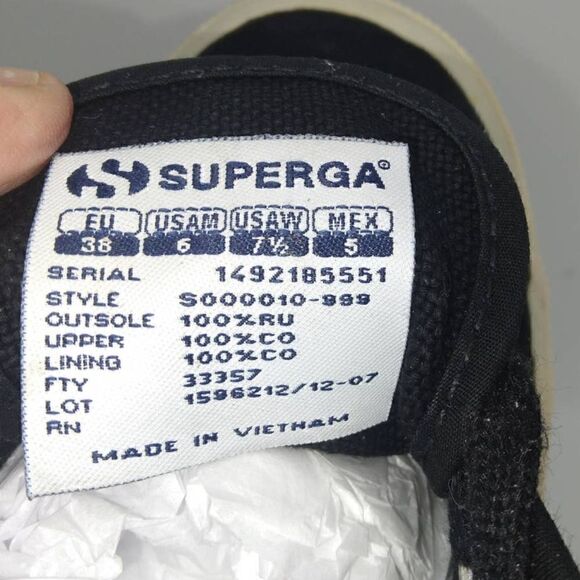 SUPERGA®
EU USAM USAW MEX
38 6 7½ 5
SERIAL 1492185551
STYLE S000010-999
OUTSOLE 100%RU
UPPER 100%CO
LINING 100%CO
FTY 33357
LOT 1596212/12-07
RN
MADE IN VIETNAM